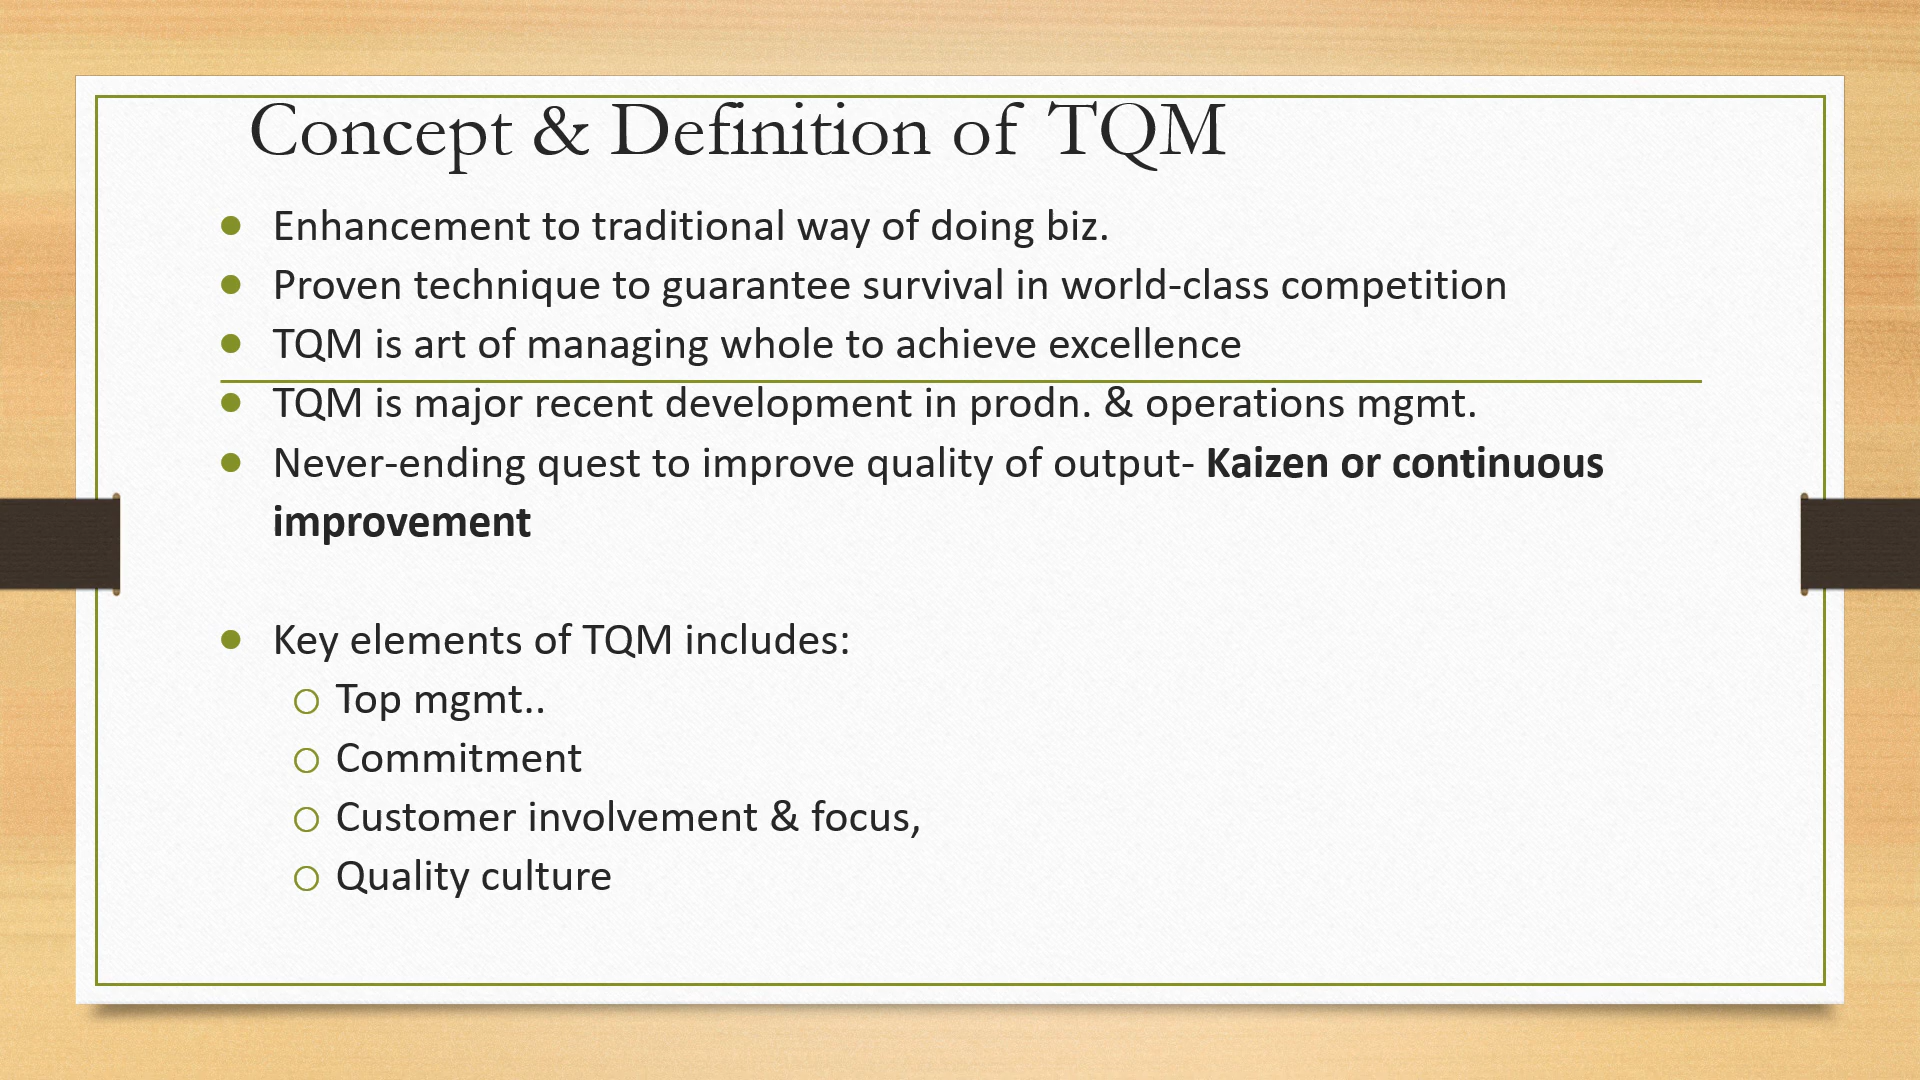 Concept & Definition of TQM
Enhancement to traditional way of doing biz.
Proven technique to guarantee survival in world-class competition
TQM is art of managing whole to achieve excellence
TQM is major recent development in prodn. & operations mgmt.
Never-ending quest to improve quality of output- Kaizen or continuous
improvement
Key elements of TQM includes:
Top mgmt..
Commitment
Customer involvement & focus,
Quality culture